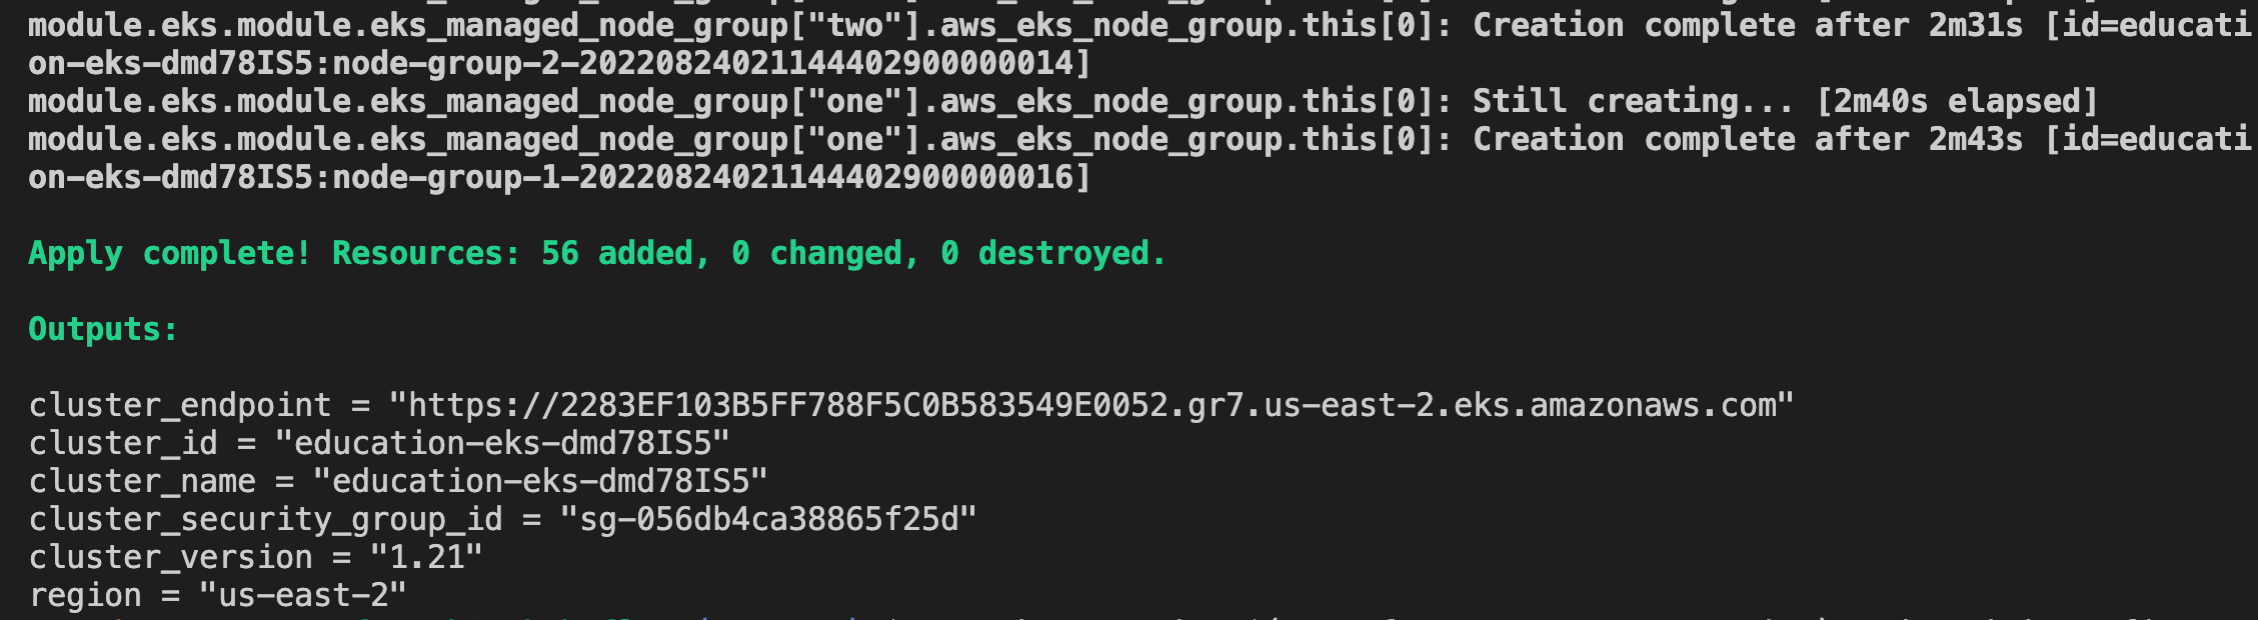 module.eks.module.eks_managed_node_group["two"].aws_eks_node_group.this[0]: Creation complete after 2m31s [id=educati
on-eks-dmd78IS5:node-group-2-20220824021144402900000014]
module.eks.module.eks_managed_node_group["one"].aws_eks_node_group.this[0]: Still creating... [2m40s elapsed]
module.eks.module.eks_managed_node_group["one"].aws_eks_node_group.this[0]: Creation complete after 2m43s [id=educati
on-eks-dmd78IS5:node-group-1-20220824021144402900000016]
Apply complete! Resources: 56 added, 0 changed, 0 destroyed.
Outputs:
cluster_endpoint = "https://2283EF103B5FF788F5C0B583549E0052.gr7.us-east-2.eks.amazonaws.com"
cluster_id = "education-eks-dmd78IS5"
cluster_name = "education-eks-dmd78IS5"
cluster_security_group_id = "sg-056db4ca38865f25d"
cluster_version = "1.21"
region = "us-east-2"